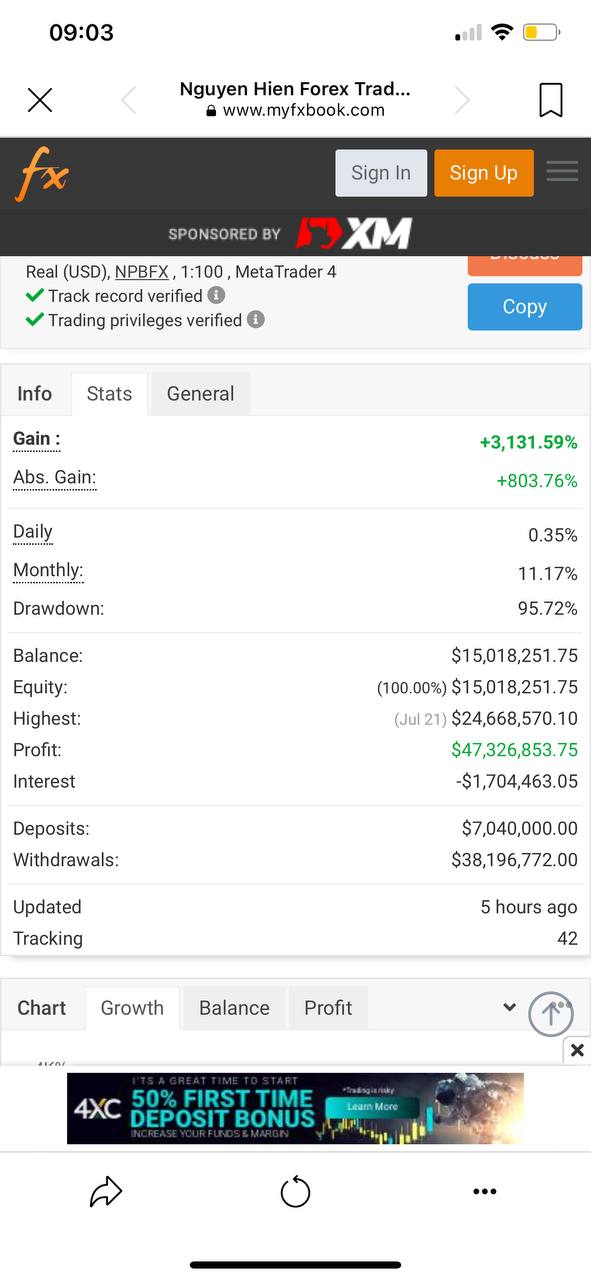 09:03
Nguyen Hien Forex Trad...
www.myfxbook.com
fx
Sign In
Sign Up
SPONSORED BY XM
Real (USD), NPBFX , 1:100 , MetaTrader 4
Discuss
Track record verified
Trading privileges verified
Copy
Info Stats General
Gain : +3,131.59%
Abs. Gain: +803.76%
Daily 0.35%
Monthly: 11.17%
Drawdown: 95.72%
Balance: $15,018,251.75
Equity: (100.00%) $15,018,251.75
Highest: (Jul 21) $24,668,570.10
Profit: $47,326,853.75
Interest -$1,704,463.05
Deposits: $7,040,000.00
Withdrawals: $38,196,772.00
Updated 5 hours ago
Tracking 42
Chart Growth Balance Profit
4XC
I'TS A GREAT TIME TO START
50% FIRST TIME
DEPOSIT BONUS
INCREASE YOUR FUNDS & MARGIN
*Trading is risky
Learn More